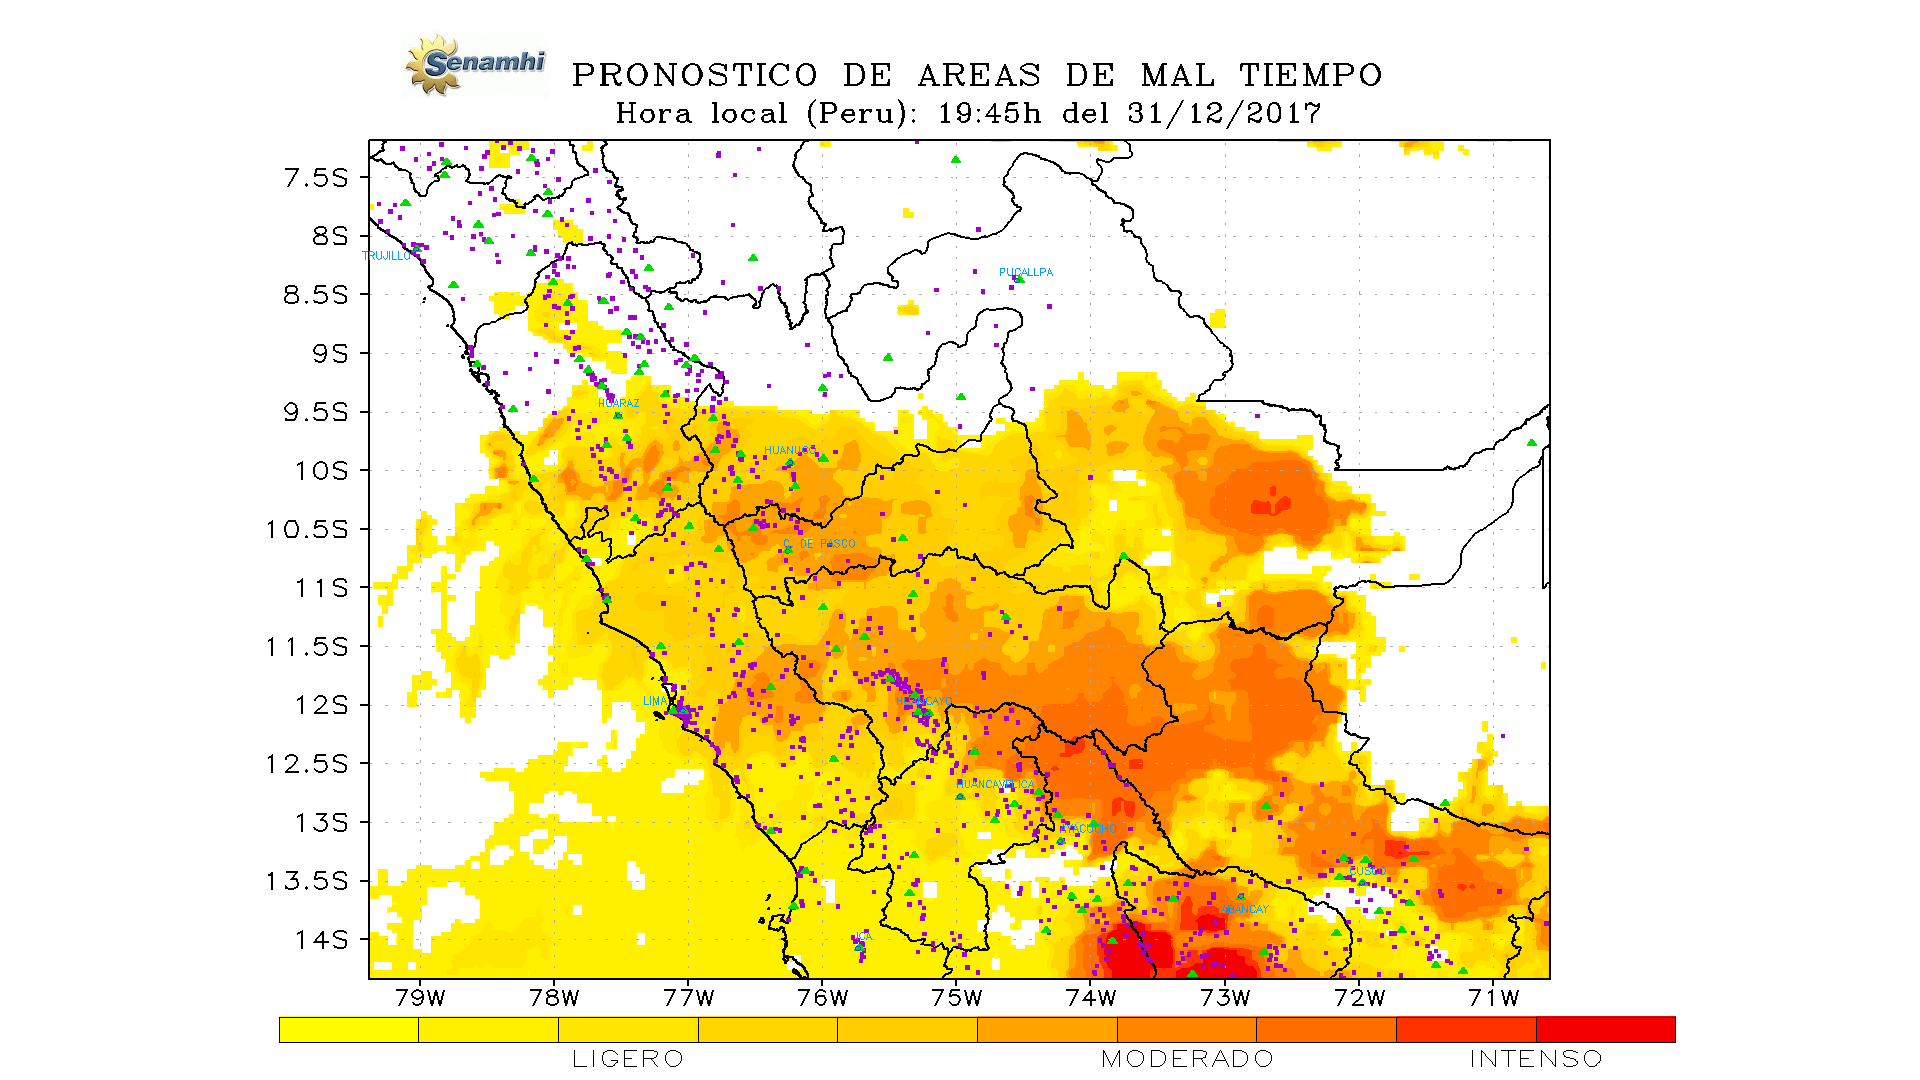 Senamhi
PRONOSTICO DE AREAS DE MAL TIEMPO
Hora local (Peru): 19:45h del 31/12/2017
7.5S
8S
TRUJILLO
PUCALLPA
8.5S
9S
HUARAZ
9.5S
HUANUCO
10S
10.5S
C. DE PASCO
11S
11.5S
LIMA
HUANCAYO
12S
12.5S
HUANCAVELICA
13S
AYACUCHO
CUSCO
13.5S
ABANCAY
14S
ICA
79W 78W 77W 76W 75W 74W 73W 72W 71W
LIGERO MODERADO INTENSO